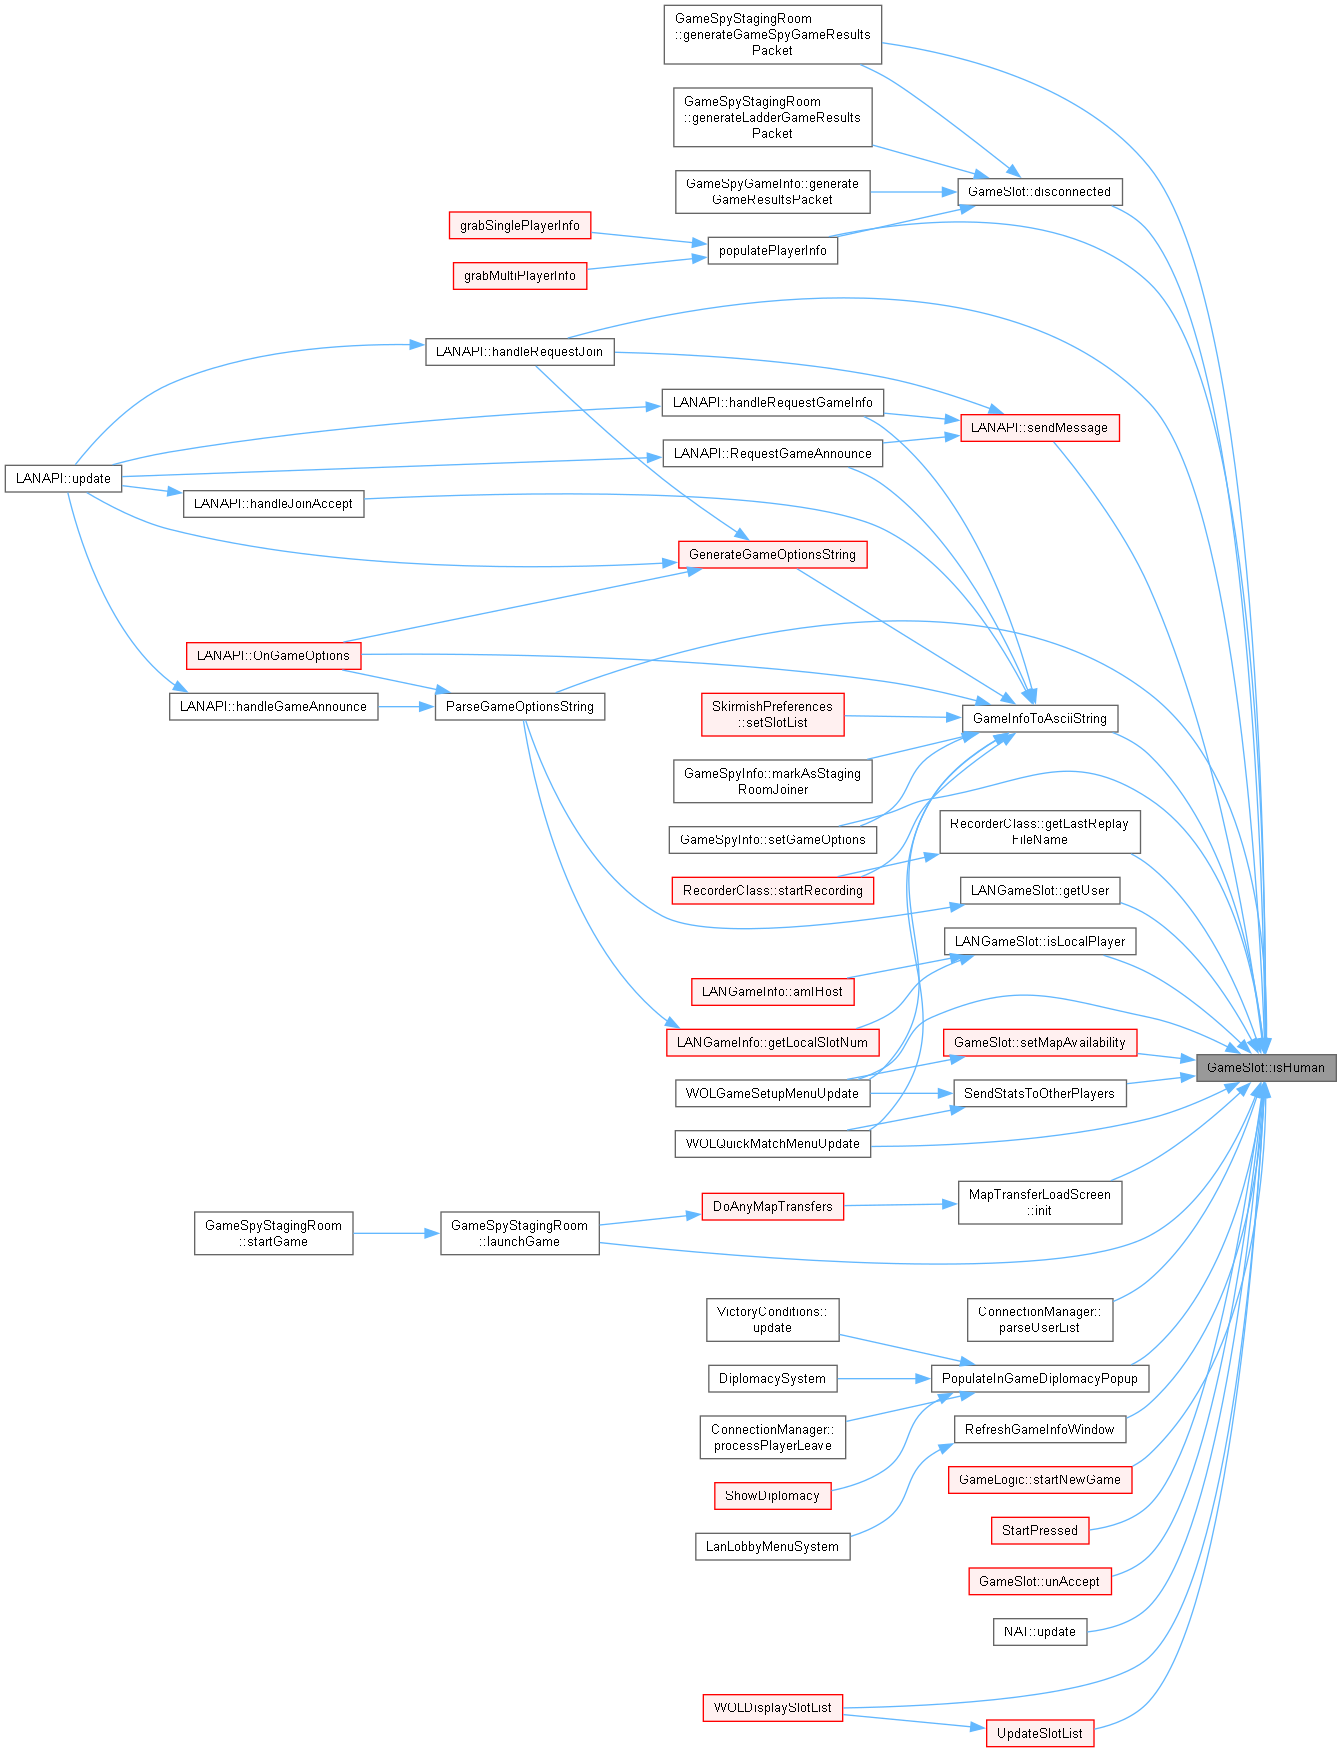 GameSpyStagingRoom
::generateGameSpyGameResults
Packet
GameSpyStagingRoom
::generateLadderGameResults
Packet
GameSpyGameInfo::generate
GameResultsPacket
GameSlot::disconnected
grabSinglePlayerInfo
populatePlayerInfo
grabMultiPlayerInfo
LANAPI::handleRequestJoin
LANAPI::handleRequestGameInfo
LANAPI::sendMessage
LANAPI::RequestGameAnnounce
LANAPI::update
LANAPI::handleJoinAccept
GenerateGameOptionsString
LANAPI::OnGameOptions
LANAPI::handleGameAnnounce
ParseGameOptionsString
SkirmishPreferences
::setSlotList
GameInfoToAsciiString
GameSpyInfo::markAsStaging
RoomJoiner
GameSpyInfo::setGameOptions
RecorderClass::getLastReplay
FileName
RecorderClass::startRecording
LANGameSlot::getUser
LANGameSlot::isLocalPlayer
LANGameInfo::amIHost
LANGameInfo::getLocalSlotNum
GameSlot::setMapAvailability
GameSlot::isHuman
WOLGameSetupMenuUpdate
SendStatsToOtherPlayers
WOLQuickMatchMenuUpdate
MapTransferLoadScreen
::init
DoAnyMapTransfers
GameSpyStagingRoom
::startGame
GameSpyStagingRoom
::launchGame
VictoryConditions::
update
ConnectionManager::
parseUserList
DiplomacySystem
PopulateInGameDiplomacyPopup
ConnectionManager::
processPlayerLeave
RefreshGameInfoWindow
ShowDiplomacy
GameLogic::startNewGame
LanLobbyMenuSystem
StartPressed
GameSlot::unAccept
NAT::update
WOLDisplaySlotList
UpdateSlotList